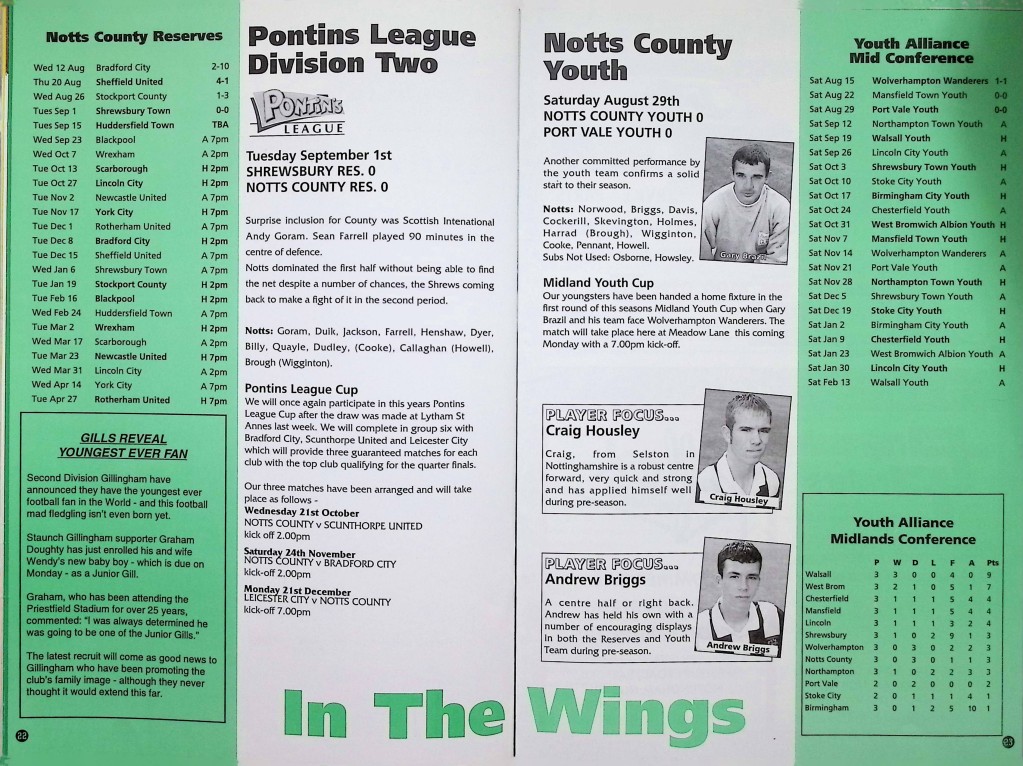 Notts County Reserves
Wed 12 Aug Bradford City 2-10
Thu 20 Aug Sheffield United 4-1
Wed Aug 26 Stockport County 1-3
Tues Sep 1 Shrewsbury Town 0-0
Tues Sep 15 Huddersfield Town TBA
Wed Sep 23 Blackpool A 7pm
Wed Oct 7 Wrexham A 2pm
Tue Oct 13 Scarborough H 2pm
Tue Oct 27 Lincoln City H 2pm
Tue Nov 2 Newcastle United A 7pm
Tue Nov 17 York City H 7pm
Tue Dec 1 Rotherham United A 7pm
Tue Dec 8 Bradford City H 2pm
Tue Dec 15 Sheffield United A 7pm
Wed Jan 6 Shrewsbury Town A 7pm
Tue Jan 19 Stockport County H 2pm
Tue Feb 16 Blackpool H 2pm
Wed Feb 24 Huddersfield Town A 7pm
Tue Mar 2 Wrexham H 2pm
Wed Mar 17 Scarborough A 2pm
Tue Mar 23 Newcastle United H 7pm
Wed Mar 31 Lincoln City A 2pm
Wed Apr 14 York City A 7pm
Tue Apr 27 Rotherham United H 7pm
GILLS REVEAL
YOUNGEST EVER FAN
Second Division Gillingham have
announced they have the youngest ever
football fan in the World - and this football
mad fledgling isn't even born yet.
Staunch Gillingham supporter Graham
Doughty has just enrolled his and wife
Wendy's new baby boy - which is due on
Monday - as a Junior Gill.
Graham, who has been attending the
Priestfield Stadium for over 25 years,
commented: "I was always determined he
was going to be one of the Junior Gills."
The latest recruit will come as good news to
Gillingham who have been promoting the
club's family image - although they never
thought it would extend this far.
22
Pontins League
Division Two
PONTIN'S
LEAGUE
Tuesday September 1st
SHREWSBURY RES. 0
NOTTS COUNTY RES. 0
Surprise inclusion for County was Scottish Intenational
Andy Goram. Sean Farrell played 90 minutes in the
centre of defence.
Notts dominated the first half without being able to find
the net despite a number of chances, the Shrews coming
back to make a fight of it in the second period.
Notts: Goram, Dulk, Jackson, Farrell, Henshaw, Dyer,
Billy, Quayle, Dudley, (Cooke), Callaghan (Howell),
Brough (Wigginton).
Pontins League Cup
We will once again participate in this years Pontins
League Cup after the draw was made at Lytham St
Annes last week. We will complete in group six with
Bradford City, Scunthorpe United and Leicester City
which will provide three guaranteed matches for each
club with the top club qualifying for the quarter finals.
Our three matches have been arranged and will take
place as follows -
Wednesday 21st October
NOTTS COUNTY v SCUNTHORPE UNITED
kick off 2.00pm
Saturday 24th November
NOTTS COUNTY v BRADFORD CITY
kick-off 2.00pm
Monday 21st December
LEICESTER CITY v NOTTS COUNTY
kick-off 7.00pm
Notts County
Youth
Saturday August 29th
NOTTS COUNTY YOUTH 0
PORT VALE YOUTH 0
Another committed performance by
the youth team confirms a solid
start to their season.
Notts: Norwood, Briggs, Davis,
Cockerill, Skevington, Holmes,
Harrad (Brough), Wigginton,
Cooke, Pennant, Howell.
Subs Not Used: Osborne, Howsley.
Gary Brazil
Midland Youth Cup
Our youngsters have been handed a home fixture in the
first round of this seasons Midland Youth Cup when Gary
Brazil and his team face Wolverhampton Wanderers. The
match will take place here at Meadow Lane this coming
Monday with a 7.00pm kick-off.
PLAYER FOCUS...
Craig Housley
Craig, from Selston in
Nottinghamshire is a robust centre
forward, very quick and strong
and has applied himself well
during pre-season.
Craig Housley
PLAYER FOCUS...
Andrew Briggs
A centre half or right back.
Andrew has held his own with a
number of encouraging displays
in both the Reserves and Youth
Team during pre-season.
Andrew Briggs
In The Wings
Youth Alliance
Mid Conference
Sat Aug 15 Wolverhampton Wanderers 1-1
Sat Aug 22 Mansfield Town Youth 0-0
Sat Aug 29 Port Vale Youth 0-0
Sat Sep 12 Northampton Town Youth A
Sat Sep 19 Walsall Youth H
Sat Sep 26 Lincoln City Youth A
Sat Oct 3 Shrewsbury Town Youth H
Sat Oct 10 Stoke City Youth A
Sat Oct 17 Birmingham City Youth H
Sat Oct 24 Chesterfield Youth A
Sat Oct 31 West Bromwich Albion Youth H
Sat Nov 7 Mansfield Town Youth H
Sat Nov 14 Wolverhampton Wanderers A
Sat Nov 21 Port Vale Youth A
Sat Nov 28 Northampton Town Youth H
Sat Dec 5 Shrewsbury Town Youth A
Sat Dec 19 Stoke City Youth H
Sat Jan 2 Birmingham City Youth A
Sat Jan 9 Chesterfield Youth H
Sat Jan 23 West Bromwich Albion Youth A
Sat Jan 30 Lincoln City Youth H
Sat Feb 13 Walsall Youth A
Youth Alliance
Midlands Conference
P W D L F A Pts
Walsall 3 3 0 0 4 0 9
West Brom 3 2 1 0 5 1 7
Chesterfield 3 1 1 1 5 4 4
Mansfield 3 1 1 1 5 4 4
Lincoln 3 1 1 1 3 2 4
Shrewsbury 3 1 0 2 9 1 3
Wolverhampton 3 0 3 0 2 2 3
Notts County 3 0 3 0 1 1 3
Northampton 3 1 0 2 2 3 3
Port Vale 2 0 2 0 0 0 2
Stoke City 2 0 1 1 1 4 1
Birmingham 3 0 1 2 5 10 1
23